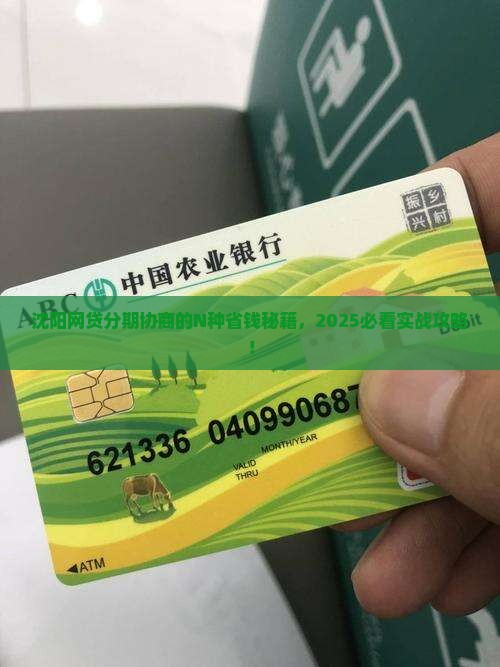 振 乡
兴 村
中国农业银行
ABC
沈阳网贷分期协商的N种省钱秘籍，2025必看实战攻略
！
Debit
621336 040990687
MONTH/YEAR
VALID
THRU
◀ATM